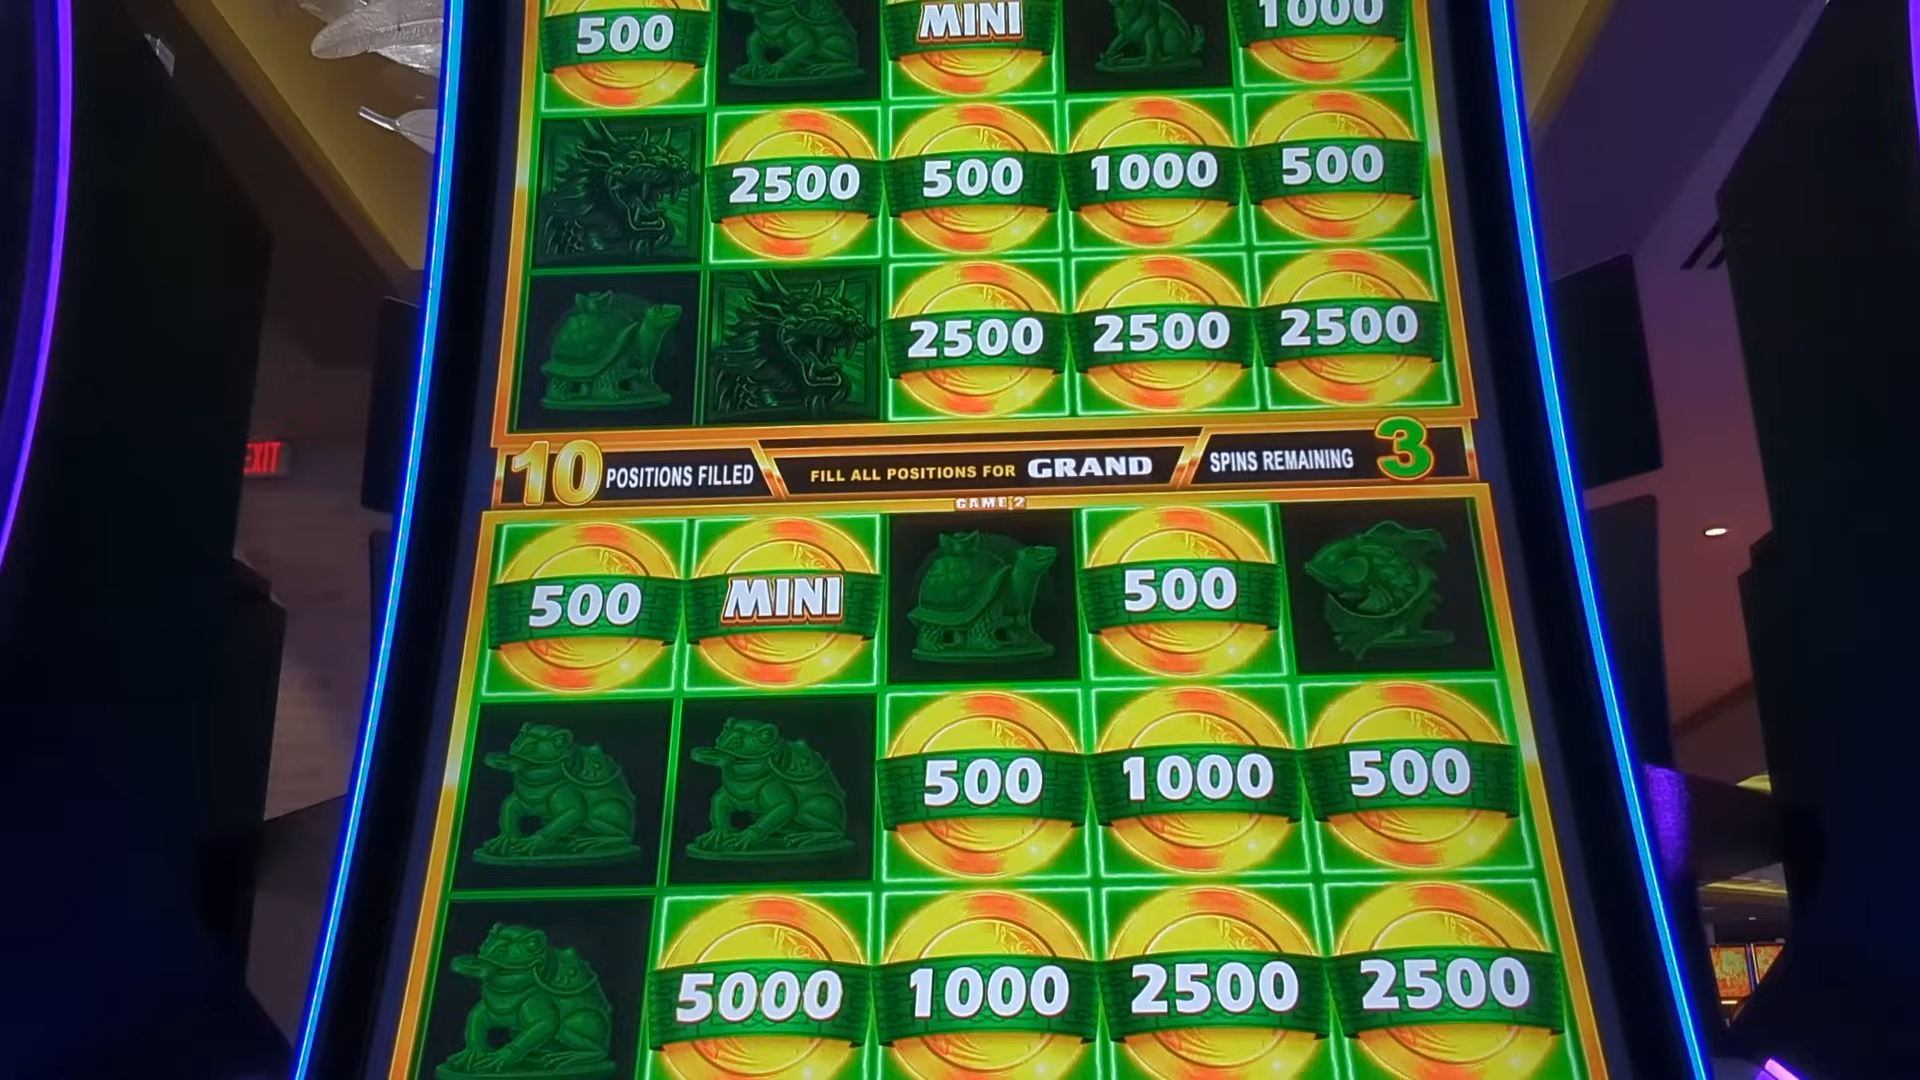 500 MINI 1000
2500 500 1000 500
2500 2500 2500
10 POSITIONS FILLED FILL ALL POSITIONS FOR GRAND SPINS REMAINING 3
GAME 2
500 MINI 500
500 1000 500
5000 1000 2500 2500
EXIT